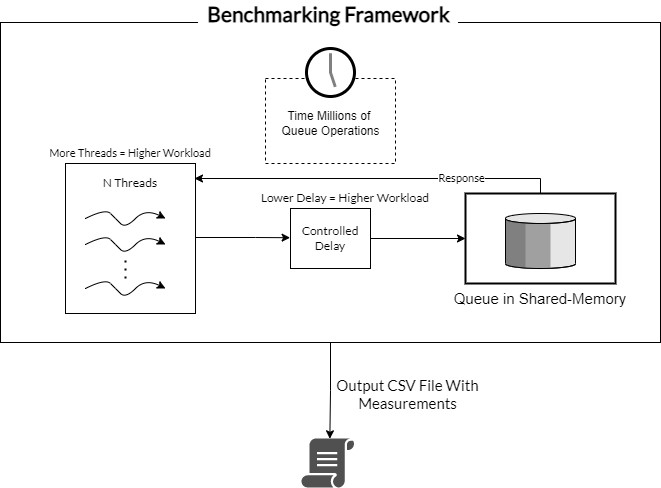 Benchmarking Framework
Time Millions of
Queue Operations
More Threads = Higher Workload
N Threads
Response
Lower Delay = Higher Workload
Controlled
Delay
Queue in Shared-Memory
Output CSV File With
Measurements